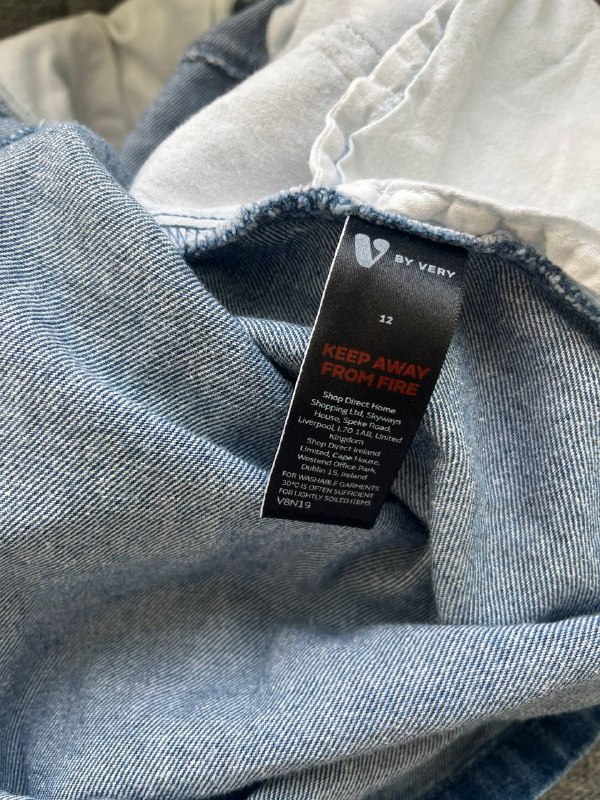 V BY VERY
12
KEEP AWAY
FROM FIRE
Shop Direct Home
Shopping Ltd, Skyways
House, Speke Road,
Liverpool, L70 1AB, United
Kingdom
Shop Direct Ireland
Limited, Cape House,
Westend Office Park,
Dublin 15, Ireland
FOR WASHABLE GARMENTS
30°C IS OFTEN SUFFICIENT
FOR LIGHTLY SOILED ITEMS
V8N19